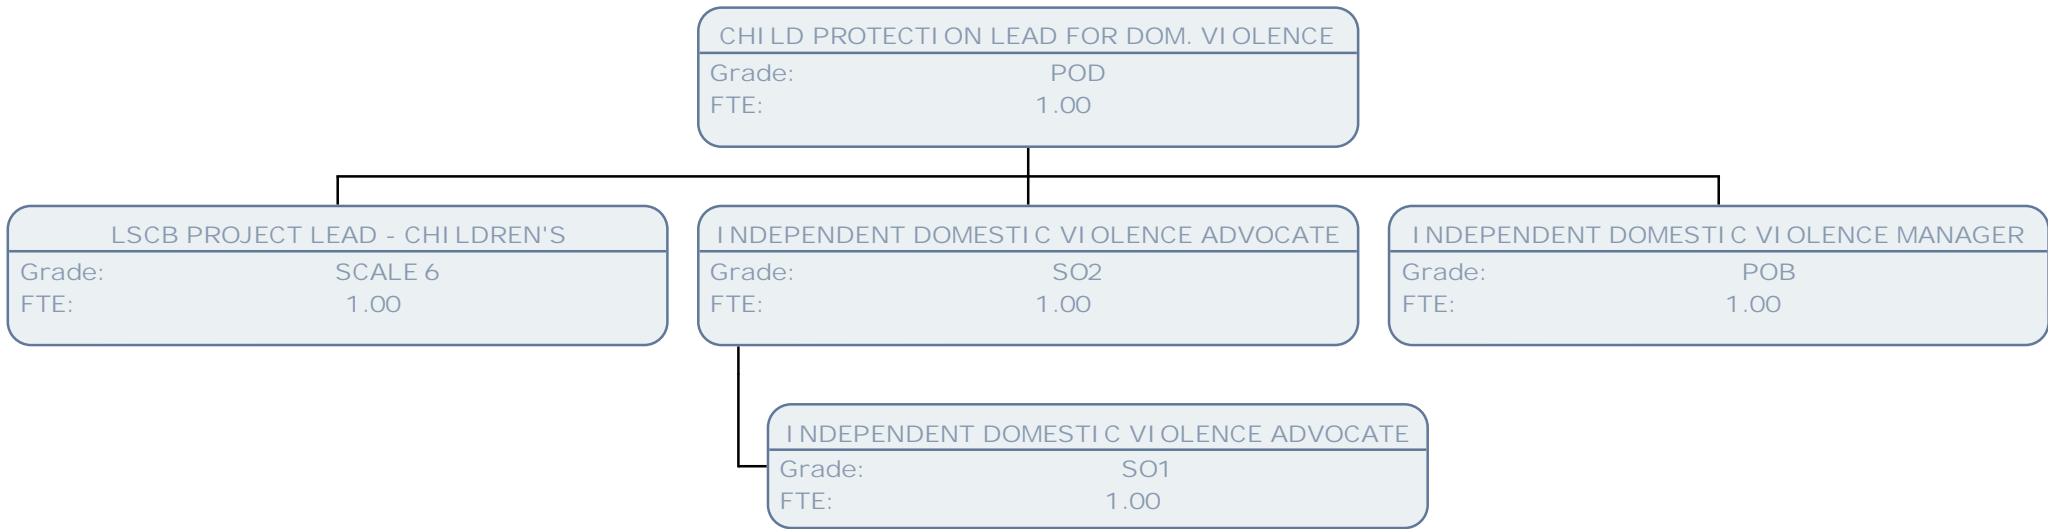 CHILD PROTECTION LEAD FOR DOM. VIOLENCE
Grade: POD
FTE: 1.00
LSCB PROJECT LEAD - CHILDREN'S
Grade: SCALE 6
FTE: 1.00
INDEPENDENT DOMESTIC VIOLENCE ADVOCATE
Grade: SO2
FTE: 1.00
INDEPENDENT DOMESTIC VIOLENCE MANAGER
Grade: POB
FTE: 1.00
INDEPENDENT DOMESTIC VIOLENCE ADVOCATE
Grade: SO1
FTE: 1.00